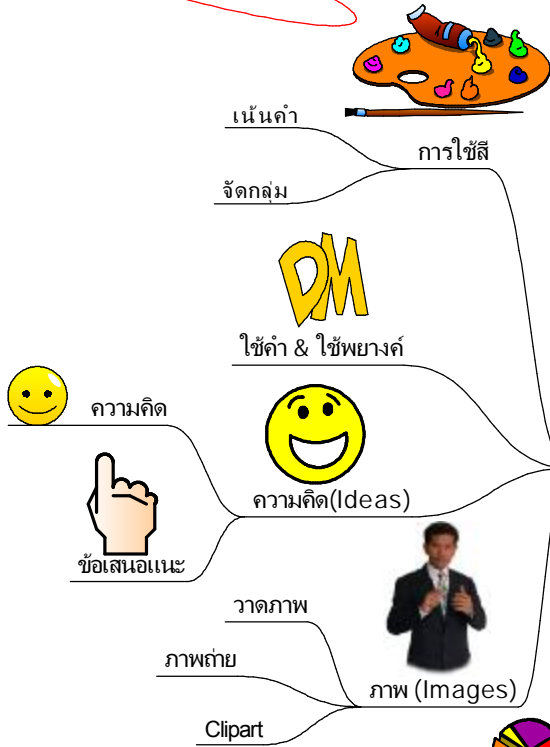 เน้นคำ
การใช้สี
จัดกลุ่ม
DM
ใช้คำ & ใช้พยางค์
ความคิด
ความคิด(Ideas)
ข้อเสนอแนะ
วาดภาพ
ภาพถ่าย
ภาพ (Images)
Clipart